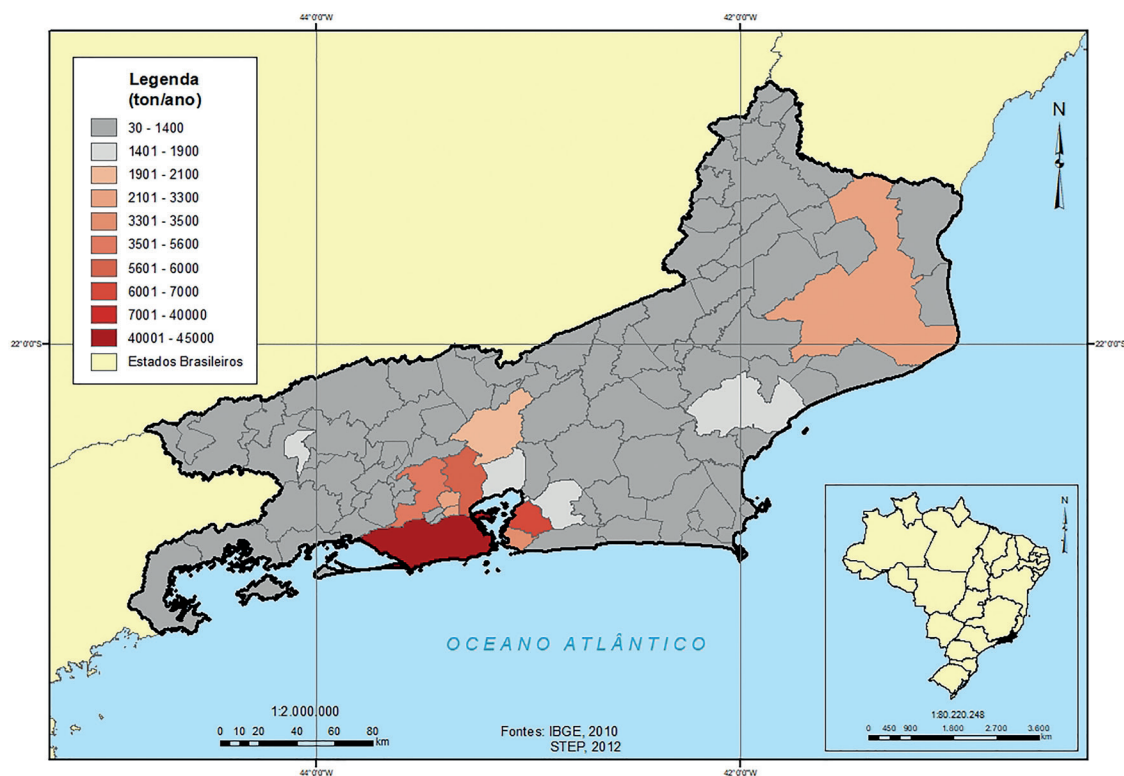 44°0'0"W
42°0'0"W
Legenda
(ton/ano)
30 - 1400
1401 - 1900
1901 - 2100
2101 - 3300
3301 - 3500
3501 - 5600
5601 - 6000
6001 - 7000
7001 - 40000
40001 - 45000
Estados Brasileiros
N
22°0'0"S
22°0'0"S
N
OCEANO ATLÂNTICO
1:2.000.000
0 10 20 40 60 80
km
Fontes: IBGE, 2010
STEP, 2012
1:80.220.248
0 450 900 1.800 2.700 3.600
km
44°0'0"W
42°0'0"W